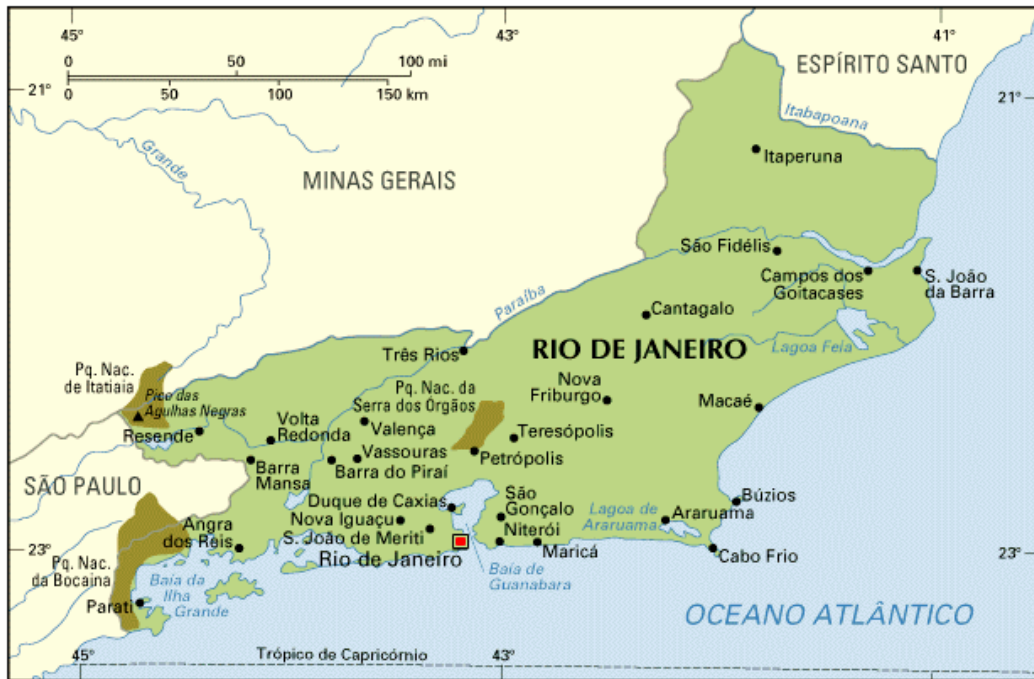 45°
43°
41°
0 50 100 mi
0 50 100 150 km
21°
21°
ESPÍRITO SANTO
Itabapoana
Grande
Itaperuna
MINAS GERAIS
São Fidélis
Campos dos
Goitacases
S. João
da Barra
Paraíba
Cantagalo
Três Rios
RIO DE JANEIRO
Lagoa Feia
Pq. Nac.
de Itatiaia
Pico das
Agulhas Negras
Pq. Nac. da
Serra dos Órgãos
Nova
Friburgo
Macaé
Resende
Volta
Redonda
Valença
Teresópolis
Vassouras
Petrópolis
Barra
Mansa
Barra do Piraí
SÃO PAULO
Duque de Caxias
São
Gonçalo
Lagoa de
Araruama
Araruama
Búzios
Angra
dos Reis
Nova Iguaçu
S. João de Meriti
Niterói
23°
Rio de Janeiro
Maricá
Cabo Frio
23°
Pq. Nac.
da Bocaina
Baía da
Ilha
Grande
Baía de
Guanabara
Parati
OCEANO ATLÂNTICO
Trópico de Capricórnio
45°
43°
41°